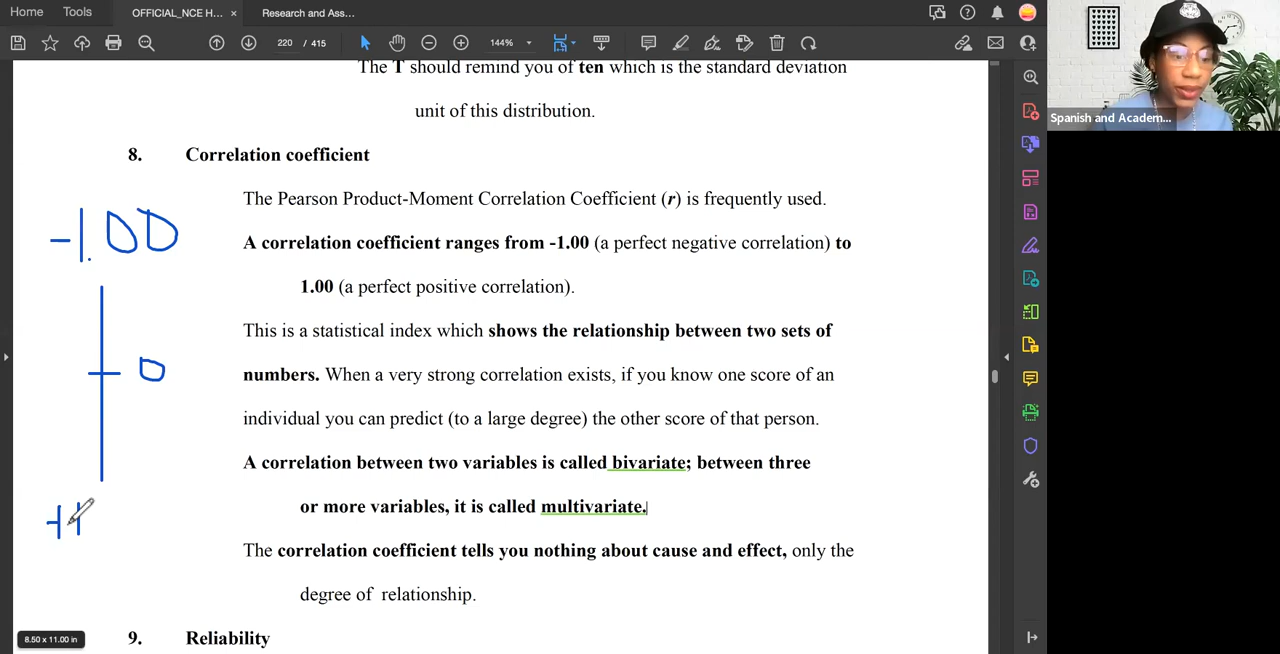 Home
Tools
OFFICIAL_NCE H... ×
Research and Ass...
220 / 415
144%
Spanish and Academ...
The T should remind you of ten which is the standard deviation
unit of this distribution.
8. Correlation coefficient
The Pearson Product-Moment Correlation Coefficient (r) is frequently used.
A correlation coefficient ranges from -1.00 (a perfect negative correlation) to
1.00 (a perfect positive correlation).
This is a statistical index which shows the relationship between two sets of
numbers. When a very strong correlation exists, if you know one score of an
individual you can predict (to a large degree) the other score of that person.
A correlation between two variables is called bivariate; between three
or more variables, it is called multivariate.
The correlation coefficient tells you nothing about cause and effect, only the
degree of relationship.
9. Reliability
-1.00
0
+1
8.50 x 11.00 in